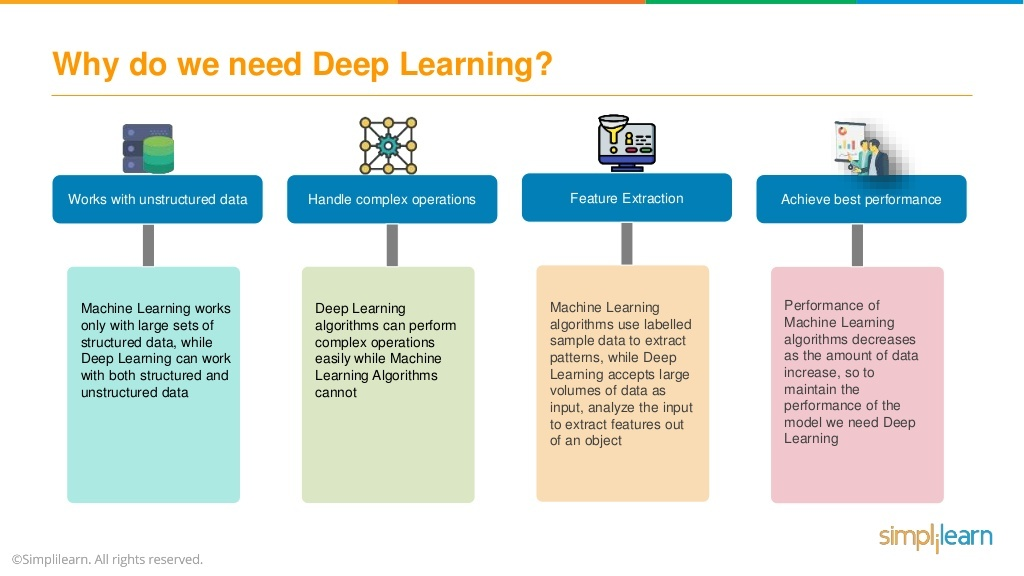 Why do we need Deep Learning?
Works with unstructured data
Machine Learning works
only with large sets of
structured data, while
Deep Learning can work
with both structured and
unstructured data
Handle complex operations
Deep Learning
algorithms can perform
complex operations
easily while Machine
Learning Algorithms
cannot
Feature Extraction
Machine Learning
algorithms use labelled
sample data to extract
patterns, while Deep
Learning accepts large
volumes of data as
input, analyze the input
to extract features out
of an object
Achieve best performance
Performance of
Machine Learning
algorithms decreases
as the amount of data
increase, so to
maintain the
performance of the
model we need Deep
Learning
simplilearn
©Simplilearn. All rights reserved.